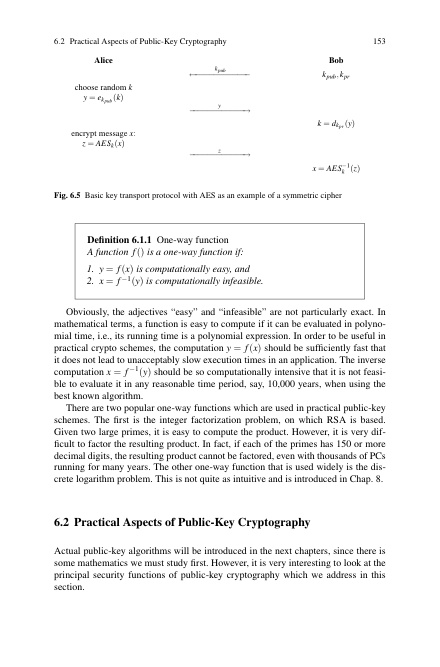 6.2 Practical Aspects of Public-Key Cryptography 153
Alice Bob
k_pub
k_pub, k_pr
choose random k
y = e_{k_pub}(k)
y
k = d_{k_pr}(y)
encrypt message x:
z = AES_k(x)
z
x = AES_k^{-1}(z)
Fig. 6.5 Basic key transport protocol with AES as an example of a symmetric cipher
Definition 6.1.1 One-way function
A function f() is a one-way function if:
1. y = f(x) is computationally easy, and
2. x = f^{-1}(y) is computationally infeasible.
Obviously, the adjectives “easy” and “infeasible” are not particularly exact. In
mathematical terms, a function is easy to compute if it can be evaluated in polyno-
mial time, i.e., its running time is a polynomial expression. In order to be useful in
practical crypto schemes, the computation y = f(x) should be sufficiently fast that
it does not lead to unacceptably slow execution times in an application. The inverse
computation x = f^{-1}(y) should be so computationally intensive that it is not feasi-
ble to evaluate it in any reasonable time period, say, 10,000 years, when using the
best known algorithm.
There are two popular one-way functions which are used in practical public-key
schemes. The first is the integer factorization problem, on which RSA is based.
Given two large primes, it is easy to compute the product. However, it is very dif-
ficult to factor the resulting product. In fact, if each of the primes has 150 or more
decimal digits, the resulting product cannot be factored, even with thousands of PCs
running for many years. The other one-way function that is used widely is the dis-
crete logarithm problem. This is not quite as intuitive and is introduced in Chap. 8.
6.2 Practical Aspects of Public-Key Cryptography
Actual public-key algorithms will be introduced in the next chapters, since there is
some mathematics we must study first. However, it is very interesting to look at the
principal security functions of public-key cryptography which we address in this
section.